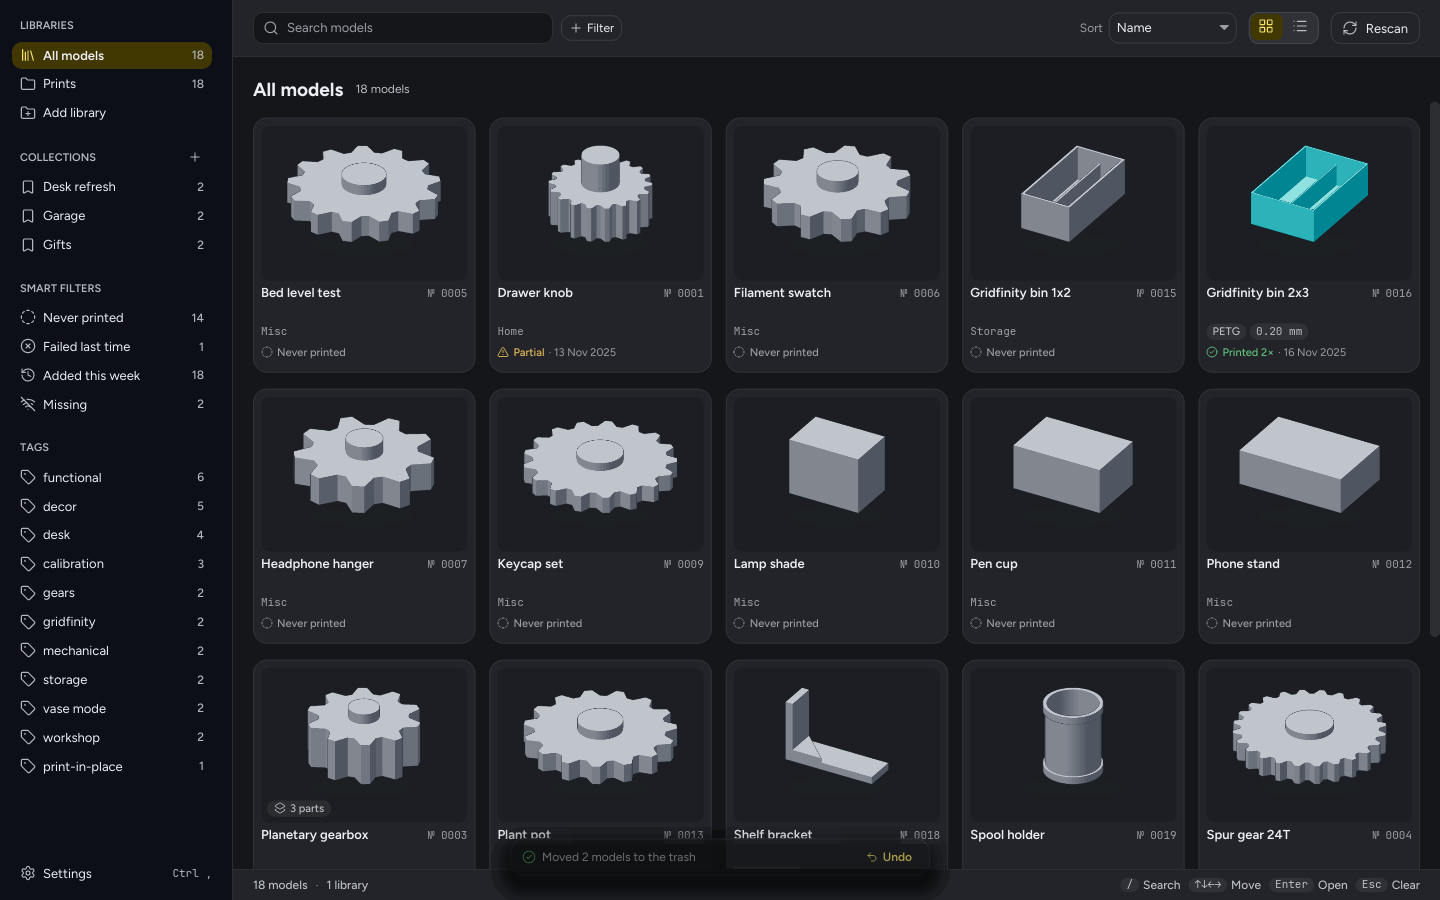 LIBRARIES
All models 18
Prints 18
Add library
COLLECTIONS
Desk refresh 2
Garage 2
Gifts 2
SMART FILTERS
Never printed 14
Failed last time 1
Added this week 18
Missing 2
TAGS
functional 6
decor 5
desk 4
calibration 3
gears 2
gridfinity 2
mechanical 2
storage 2
vase mode 2
workshop 2
print-in-place 1
Settings Ctrl ,
Search models
Filter
Sort Name
Rescan
All models 18 models
Bed level test № 0005
Misc
Never printed
Drawer knob № 0001
Home
Partial · 13 Nov 2025
Filament swatch № 0006
Misc
Never printed
Gridfinity bin 1x2 № 0015
Storage
Never printed
Gridfinity bin 2x3 № 0016
PETG 0.20 mm
Printed 2× · 16 Nov 2025
Headphone hanger № 0007
Misc
Never printed
Keycap set № 0009
Misc
Never printed
Lamp shade № 0010
Misc
Never printed
Pen cup № 0011
Misc
Never printed
Phone stand № 0012
Misc
Never printed
3 parts
Planetary gearbox № 0003
Plant pot № 0013
Shelf bracket № 0018
Spool holder № 0019
Spur gear 24T № 0004
Moved 2 models to the trash Undo
18 models · 1 library
/ Search ↑↓↔ Move Enter Open Esc Clear